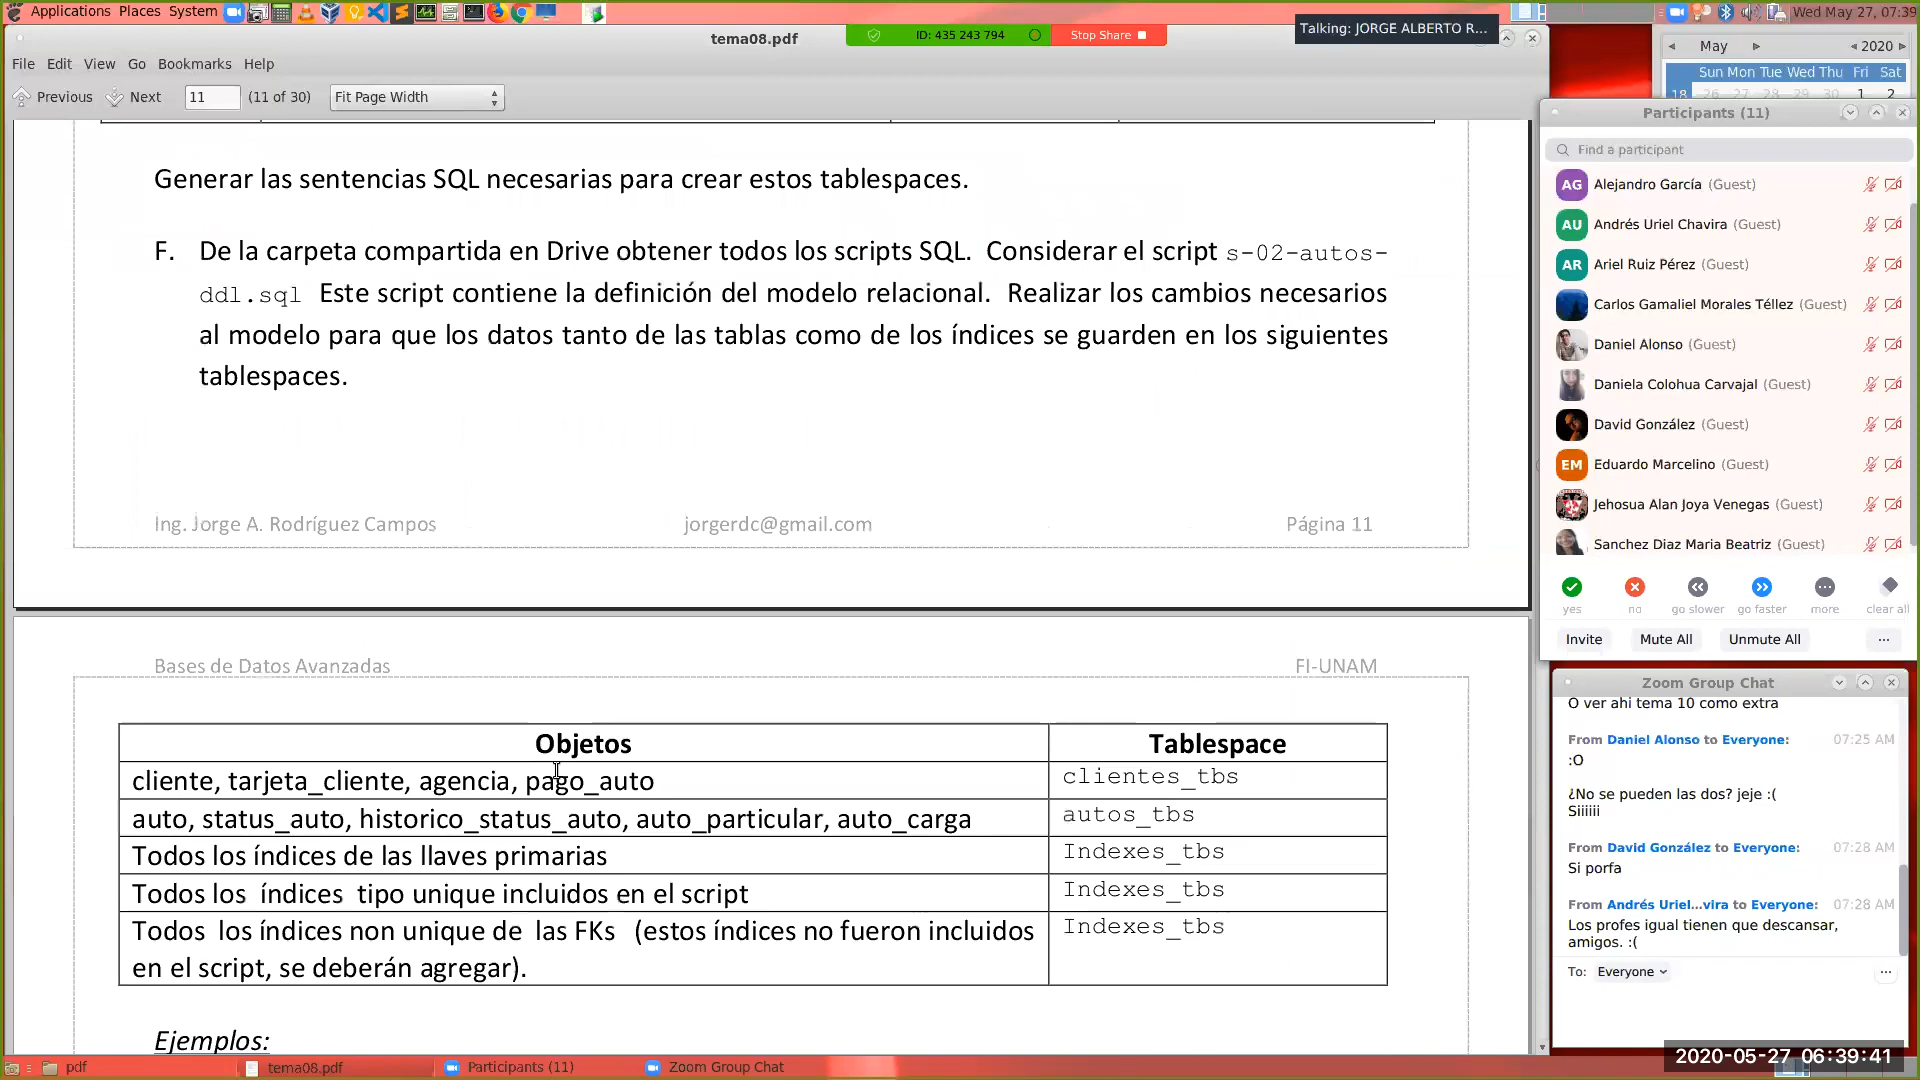 Applications Places System
Wed May 27, 07:39
tema08.pdf
ID: 435 243 794
Stop Share
Talking: JORGE ALBERTO R...
File Edit View Go Bookmarks Help
Previous Next 11 (11 of 30) Fit Page Width
Generar las sentencias SQL necesarias para crear estos tablespaces.
F. De la carpeta compartida en Drive obtener todos los scripts SQL. Considerar el script s-02-autos-
ddl.sql Este script contiene la definición del modelo relacional. Realizar los cambios necesarios
al modelo para que los datos tanto de las tablas como de los índices se guarden en los siguientes
tablespaces.
Ing. Jorge A. Rodríguez Campos jorgerdc@gmail.com Página 11
Bases de Datos Avanzadas FI-UNAM
Objetos Tablespace
cliente, tarjeta_cliente, agencia, pago_auto clientes_tbs
auto, status_auto, historico_status_auto, auto_particular, auto_carga autos_tbs
Todos los índices de las llaves primarias Indexes_tbs
Todos los índices tipo unique incluidos en el script Indexes_tbs
Todos los índices non unique de las FKs (estos índices no fueron incluidos Indexes_tbs
en el script, se deberán agregar).
Ejemplos:
May 2020
Sun Mon Tue Wed Thu Fri Sat
18 26 27 28 29 30 1 2
Participants (11)
Find a participant
AG Alejandro García (Guest)
AU Andrés Uriel Chavira (Guest)
AR Ariel Ruiz Pérez (Guest)
Carlos Gamaliel Morales Téllez (Guest)
Daniel Alonso (Guest)
Daniela Colohua Carvajal (Guest)
David González (Guest)
EM Eduardo Marcelino (Guest)
Jehosua Alan Joya Venegas (Guest)
Sanchez Diaz Maria Beatriz (Guest)
yes no go slower go faster more clear all
Invite Mute All Unmute All ...
Zoom Group Chat
O ver ahi tema 10 como extra
From Daniel Alonso to Everyone: 07:25 AM
:O
¿No se pueden las dos? jeje :(
Siiiiii
From David González to Everyone: 07:28 AM
Si porfa
From Andrés Uriel...vira to Everyone: 07:28 AM
Los profes igual tienen que descansar,
amigos. :(
To: Everyone ...
2020-05-27 06:39:41
pdf tema08.pdf Participants (11) Zoom Group Chat